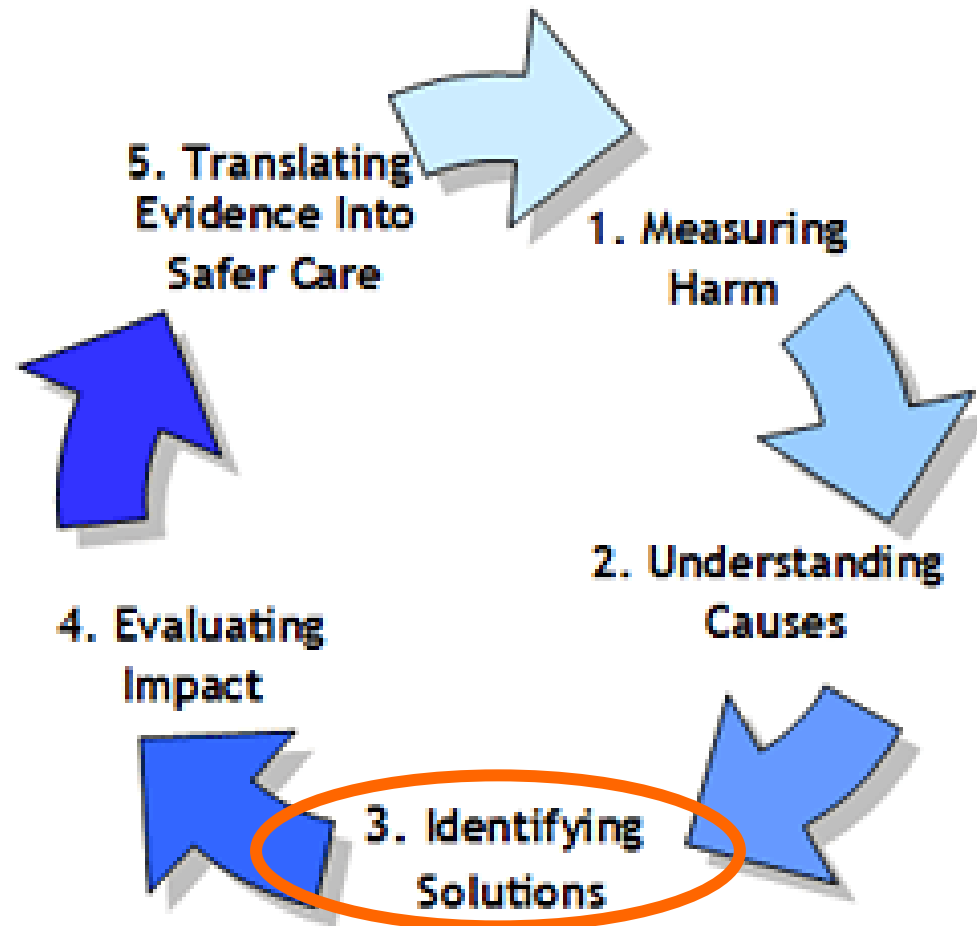 1. Measuring
Harm
2. Understanding
Causes
3. Identifying
Solutions
4. Evaluating
Impact
5. Translating
Evidence Into
Safer Care